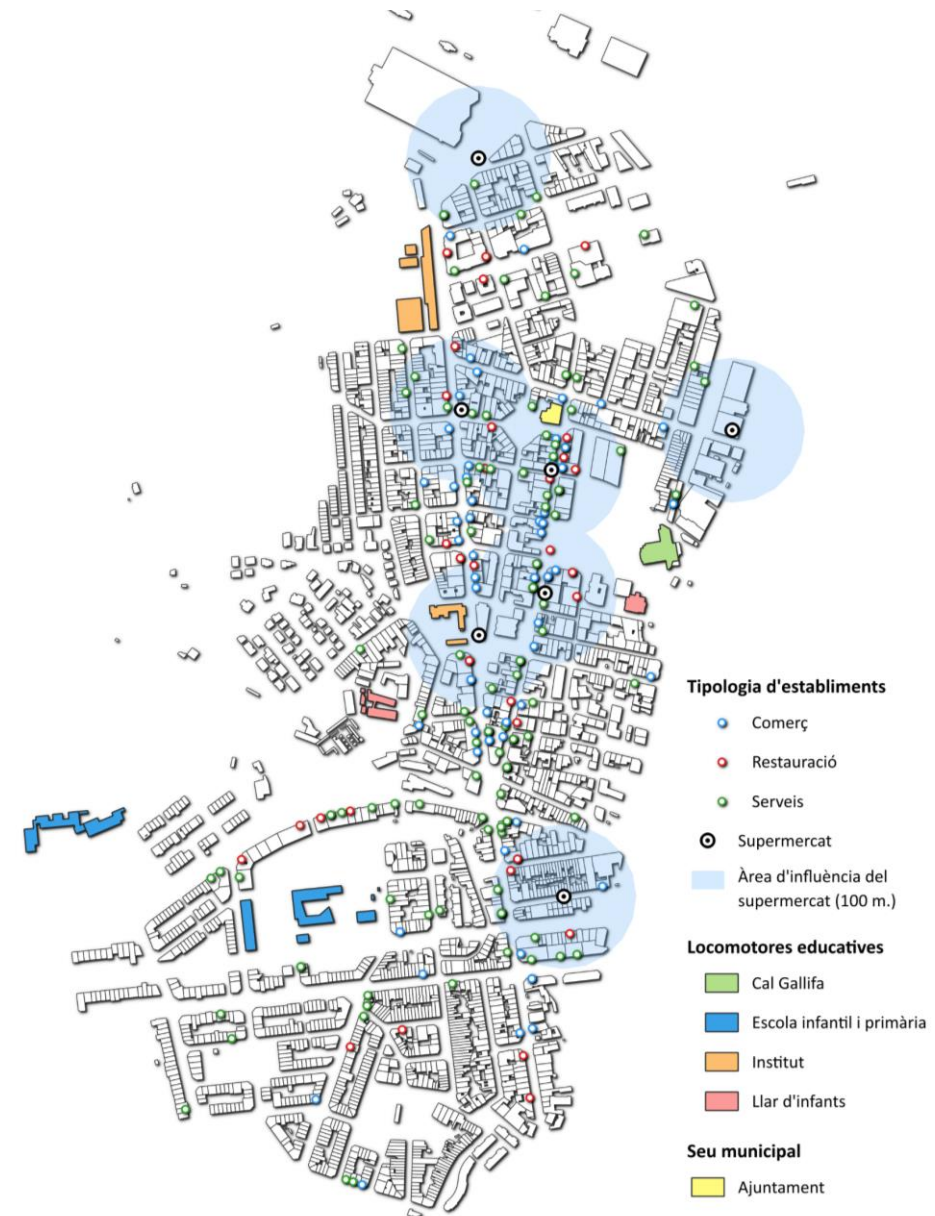 Tipologia d'establiments
Comerç
Restauració
Serveis
Supermercat
Àrea d'influència del
supermercat (100 m.)
Locomotores educatives
Cal Gallifa
Escola infantil i primària
Institut
Llar d'infants
Seu municipal
Ajuntament